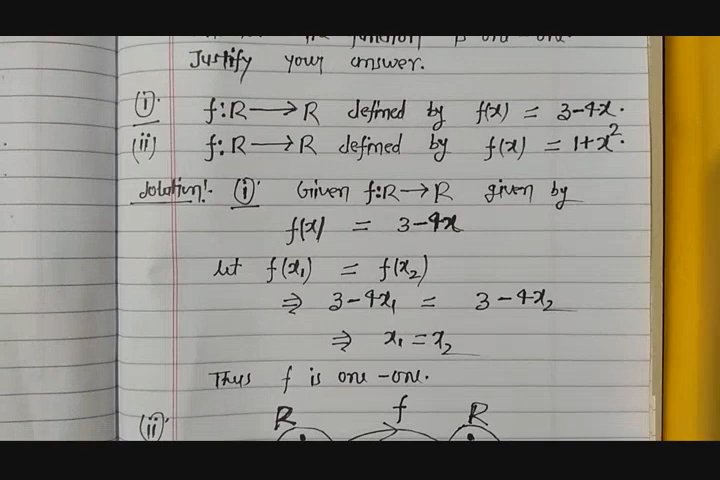 Justify your answer.
(i). f:R→R defined by f(x) = 3-4x.
(ii) f:R→R defined by f(x) = 1+x².
Solution:- (i) Given f:R→R given by
f(x) = 3-4x
let f(x₁) = f(x₂)
⇒ 3-4x₁ = 3-4x₂
⇒ x₁ = x₂
Thus f is one-one.
(ii) R f R